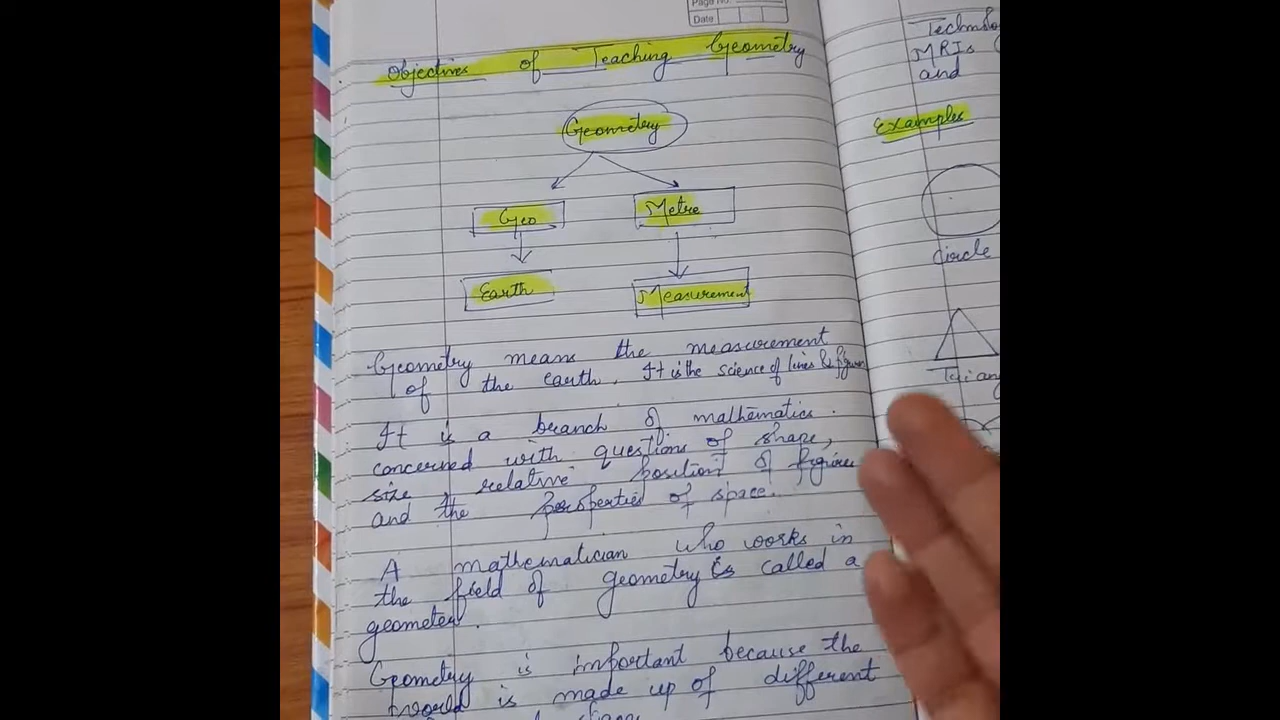 Page No.
Date
Objectives of Teaching Geometry
Geometry
Geo
Metre
Earth
Measurement
Geometry means the measurement
of the earth. It is the science of lines & figures
It is a branch of mathematics.
concerned with questions of shape,
size, relative position of figures
and the properties of space.
A mathematician who works in
the field of geometry is called a
geometer.
Geometry is important because the
world is made up of different
MRIs
and
Examples
Circle